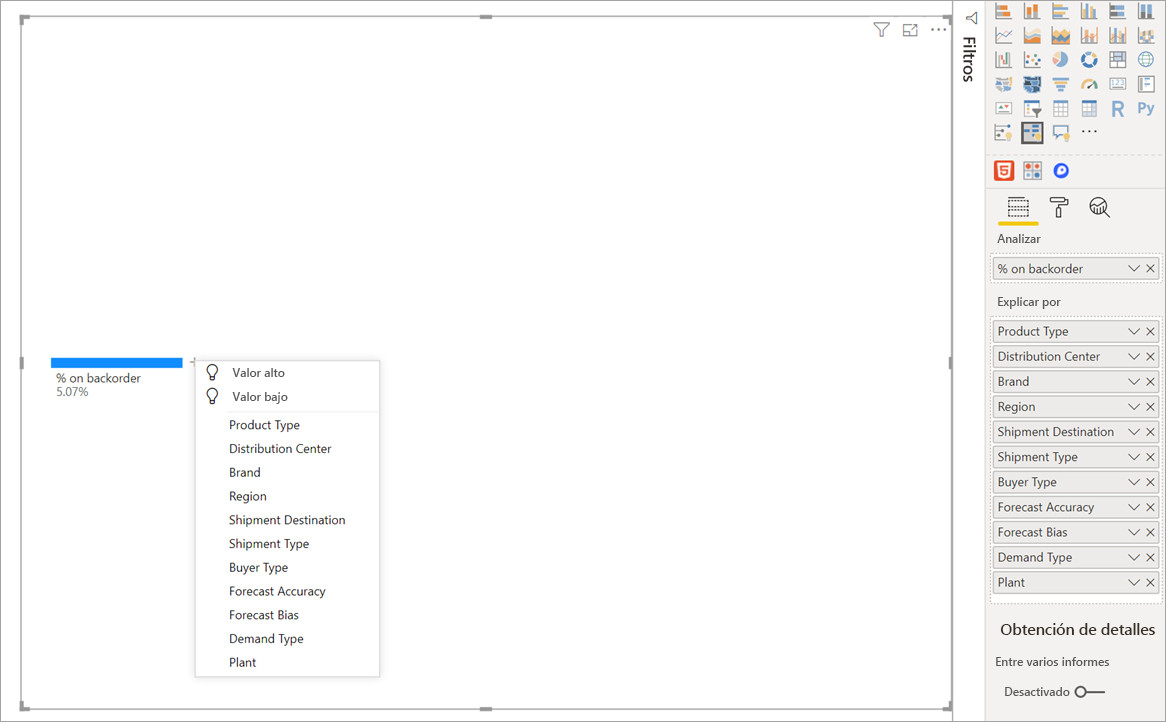 % on backorder
5.07%
Valor alto
Valor bajo
Product Type
Distribution Center
Brand
Region
Shipment Destination
Shipment Type
Buyer Type
Forecast Accuracy
Forecast Bias
Demand Type
Plant
Filtros
123
R
Py
5
Analizar
% on backorder
Explicar por
Product Type
Distribution Center
Brand
Region
Shipment Destination
Shipment Type
Buyer Type
Forecast Accuracy
Forecast Bias
Demand Type
Plant
Obtención de detalles
Entre varios informes
Desactivado